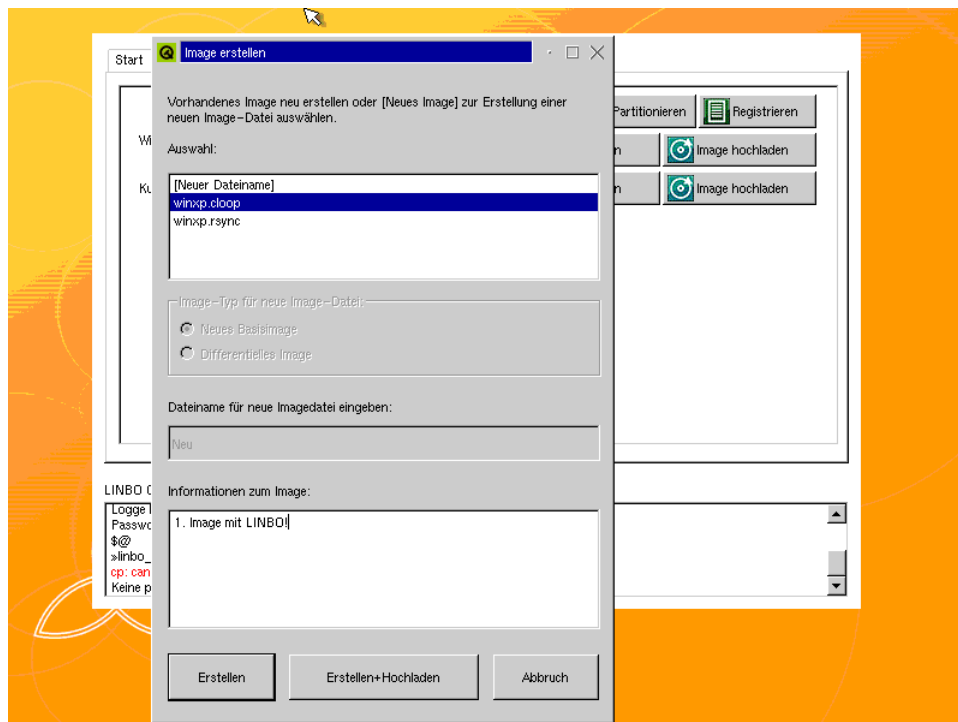 Image erstellen
Start
Vorhandenes Image neu erstellen oder [Neues Image] zur Erstellung einer
neuen Image-Datei auswählen.
Partitionieren
Registrieren
Image hochladen
Image hochladen
Auswahl:
[Neuer Dateiname]
winxp.cloop
winxp.rsync
Image-Typ für neue Image-Datei:
Neues Basisimage
Differentielles Image
Dateiname für neue Imagedatei eingeben:
Neu
Informationen zum Image:
1. Image mit LINBO!
LINBO
Logge
Passwo
$@
»linbo_
cp: can
Keine p
Erstellen
Erstellen+Hochladen
Abbruch